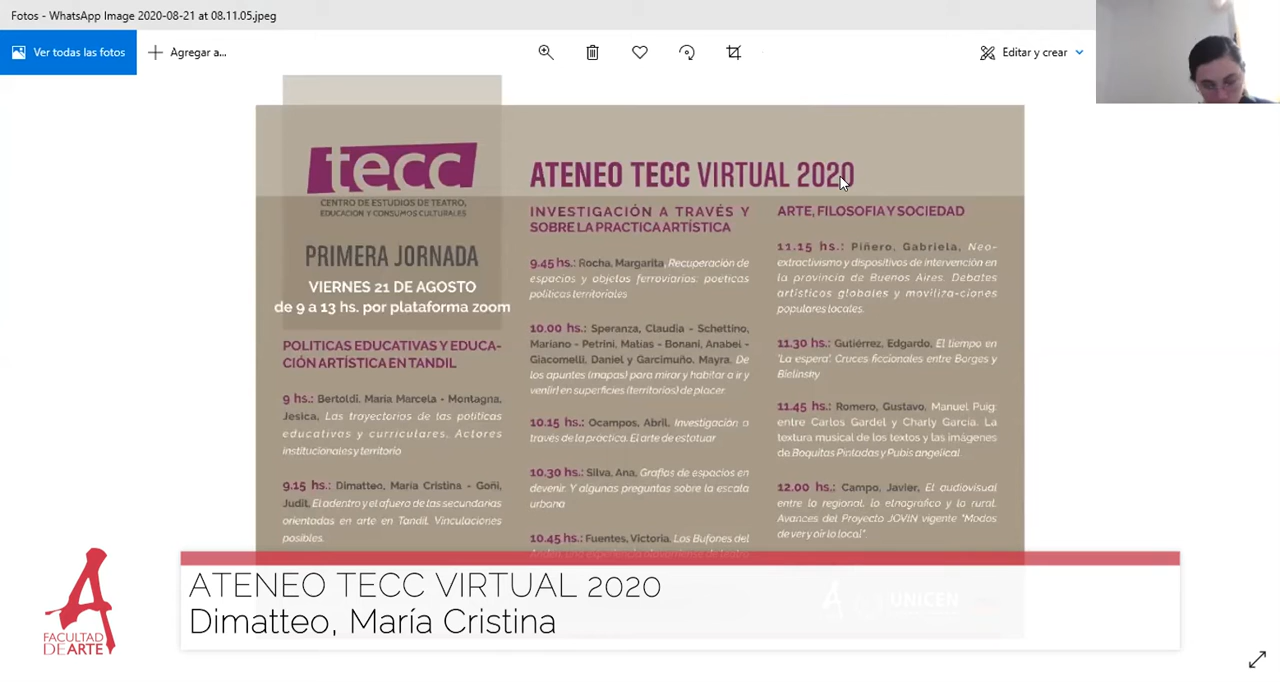 Fotos - WhatsApp Image 2020-08-21 at 08.11.05.jpeg
Ver todas las fotos
Agregar a...
Editar y crear
tecc
CENTRO DE ESTUDIOS DE TEATRO,
EDUCACION Y CONSUMOS CULTURALES
PRIMERA JORNADA
VIERNES 21 DE AGOSTO
de 9 a 13 hs. por plataforma zoom
POLITICAS EDUCATIVAS Y EDUCA-
CIÓN ARTÍSTICA EN TANDIL
9 hs.: Bertoldi, María Marcela - Montagna,
Jesica, Las trayectorias de las políticas
educativas y curriculares. Actores
institucionales y territorio
9.15 hs.: Dimatteo, María Cristina - Goñi,
Judil, El adentro y el afuera de las secundarias
orientadas en arte en Tandil. Vinculaciones
posibles.
ATENEO TECC VIRTUAL 2020
INVESTIGACIÓN A TRAVÉS Y
SOBRE LA PRACTICA ARTÍSTICA
9.45 hs.: Rocha, Margarita, Recuperación de
espacios y objetos ferroviarios: poéticas
políticas territoriales
10.00 hs.: Speranza, Claudia - Schettino,
Mariano - Petrini, Matías - Bonani, Anabel -
Giacomelli, Daniel y Garcimuño, Mayra, De
los apuntes (mapas) para mirar y habitar a ir y
ven(ir) en superficies (territorios) de placer.
10.15 hs.: Ocampos, Abril, Investigación a
través de la practica. El arte de estatuar
10.30 hs.: Silva, Ana, Grafías de espacios en
devenir. Y algunas preguntas sobre la escala
urbana
10.45 hs.: Fuentes, Victoria, Los Bufones del
ARTE, FILOSOFIA Y SOCIEDAD
11.15 hs.: Piñero, Gabriela, Neo-
extractivismo y dispositivos de intervención en
la provincia de Buenos Aires. Debates
artísticos globales y moviliza-ciones
populares locales.
11.30 hs.: Gutiérrez, Edgardo, El tiempo en
"La espera". Cruces ficcionales entre Borges y
Bielinsky
11.45 hs.: Romero, Gustavo, Manuel Puig:
entre Carlos Gardel y Charly García. La
textura musical de los textos y las imágenes
de Boquitas Pintadas y Pubis angelical.
12.00 hs.: Campo, Javier, El audiovisual
entre lo regional, lo etnográfico y lo rural.
Avances del Proyecto JOVIN vigente "Modos
de ver y oír lo local".
UNICEN
ATENEO TECC VIRTUAL 2020
Dimatteo, María Cristina
FACULTAD
DE ARTE